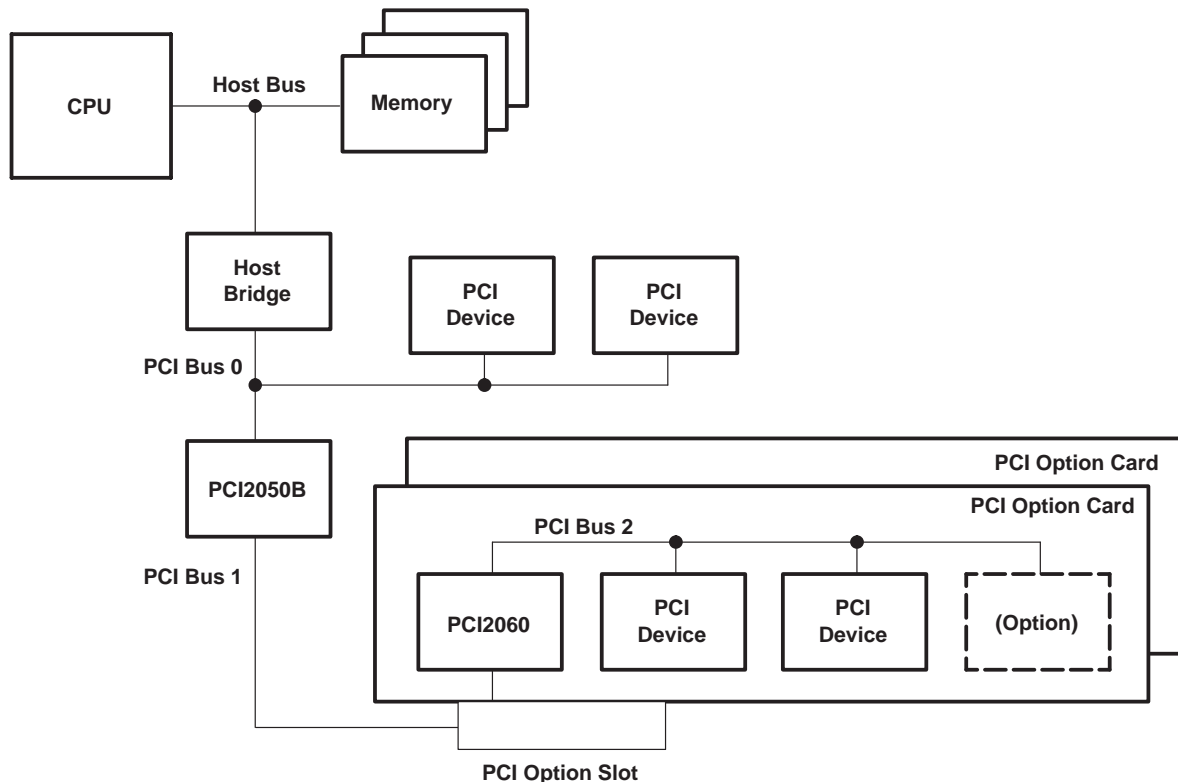 CPU
Host Bus
Memory
Host
Bridge
PCI
Device
PCI
Device
PCI Bus 0
PCI2050B
PCI Option Card
PCI Option Card
PCI Bus 2
PCI Bus 1
PCI2060
PCI
Device
PCI
Device
(Option)
PCI Option Slot